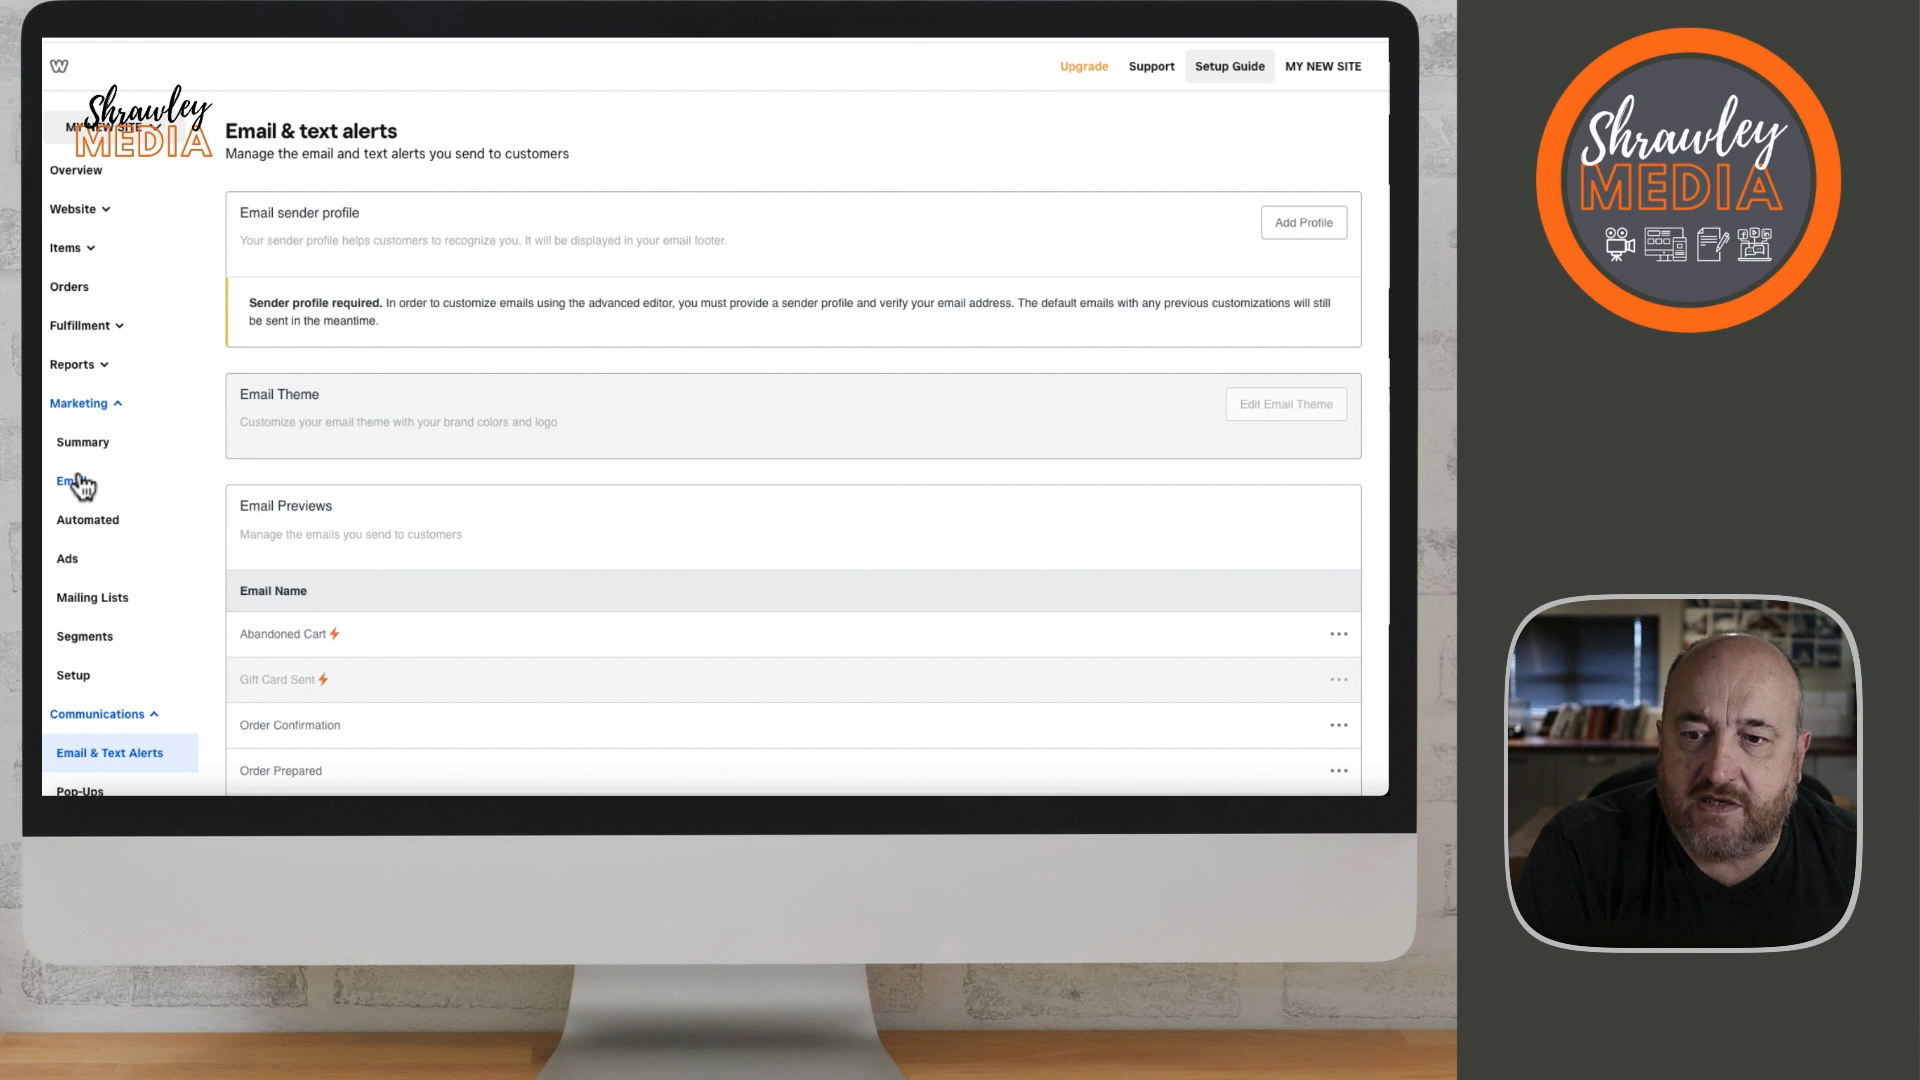 Upgrade
Support
Setup Guide
MY NEW SITE
Shrawley
MEDIA
MY NEW SITE
Overview
Website
Items
Orders
Fulfillment
Reports
Marketing
Summary
Automated
Ads
Mailing Lists
Segments
Setup
Communications
Email & Text Alerts
Pop-Ups
Email & text alerts
Manage the email and text alerts you send to customers
Email sender profile
Add Profile
Your sender profile helps customers to recognize you. It will be displayed in your email footer.
Sender profile required. In order to customize emails using the advanced editor, you must provide a sender profile and verify your email address. The default emails with any previous customizations will still
be sent in the meantime.
Email Theme
Edit Email Theme
Customize your email theme with your brand colors and logo
Email Previews
Manage the emails you send to customers
Email Name
Abandoned Cart
Gift Card Sent
Order Confirmation
Order Prepared
Shrawley
MEDIA